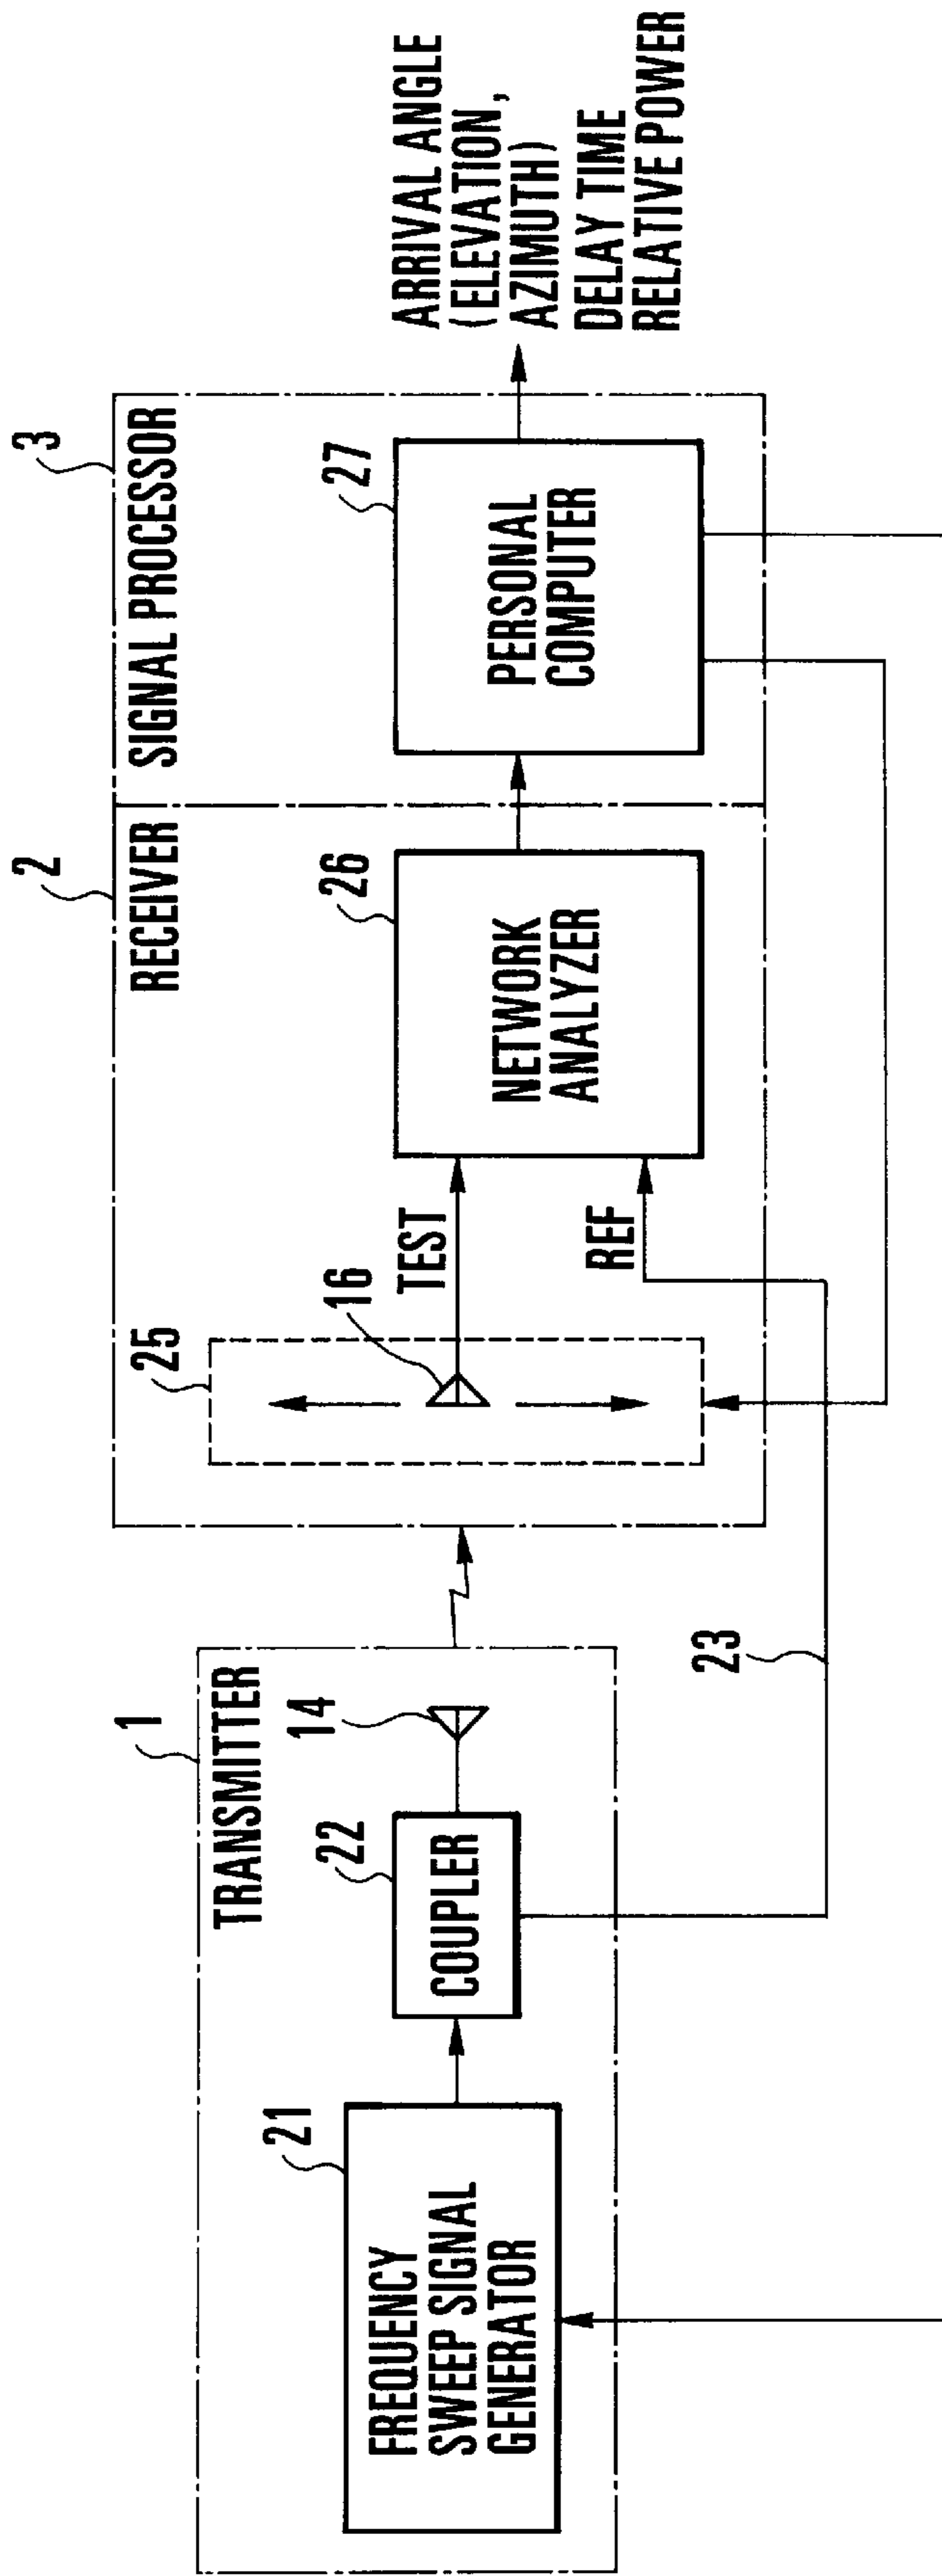 1
TRANSMITTER
21
FREQUENCY
SWEEP SIGNAL
GENERATOR
22
COUPLER
14
23
2
RECEIVER
25
16
TEST
REF
26
NETWORK
ANALYZER
3
SIGNAL PROCESSOR
27
PERSONAL
COMPUTER
ARRIVAL ANGLE
(ELEVATION,
AZIMUTH)
DELAY TIME
RELATIVE POWER